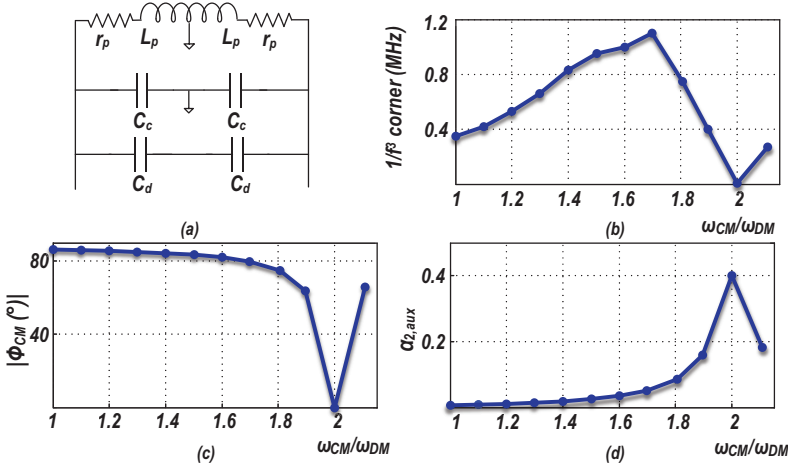 r_p L_p L_p r_p
C_c C_c
C_d C_d
(a)
1/f³ corner (MHz)
1.2
0.8
0.4
1 1.2 1.4 1.6 1.8 2
(b)
ω_CM/ω_DM
|Φ_CM (°)|
80
40
1 1.2 1.4 1.6 1.8 2
(c)
ω_CM/ω_DM
α_2,aux
0.4
0.2
1 1.2 1.4 1.6 1.8 2
(d)
ω_CM/ω_DM